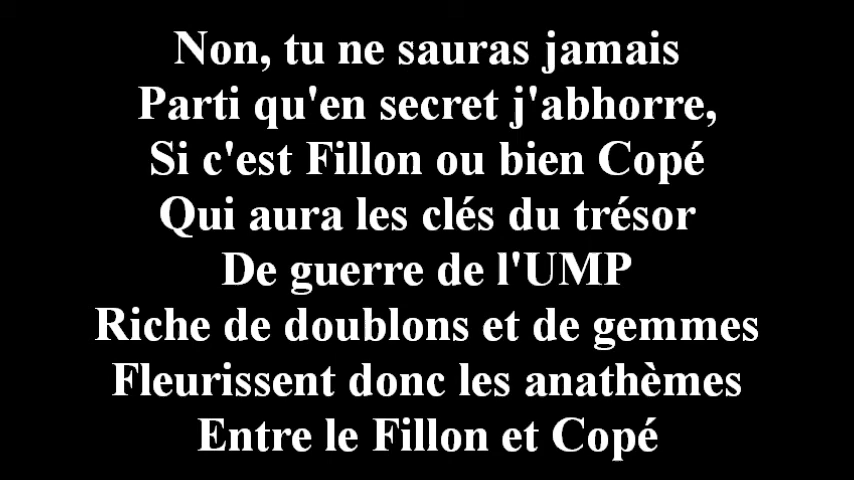 Non, tu ne sauras jamais
Parti qu'en secret j'abhorre,
Si c'est Fillon ou bien Copé
Qui aura les clés du trésor
De guerre de l'UMP
Riche de doublons et de gemmes
Fleurissent donc les anathèmes
Entre le Fillon et Copé